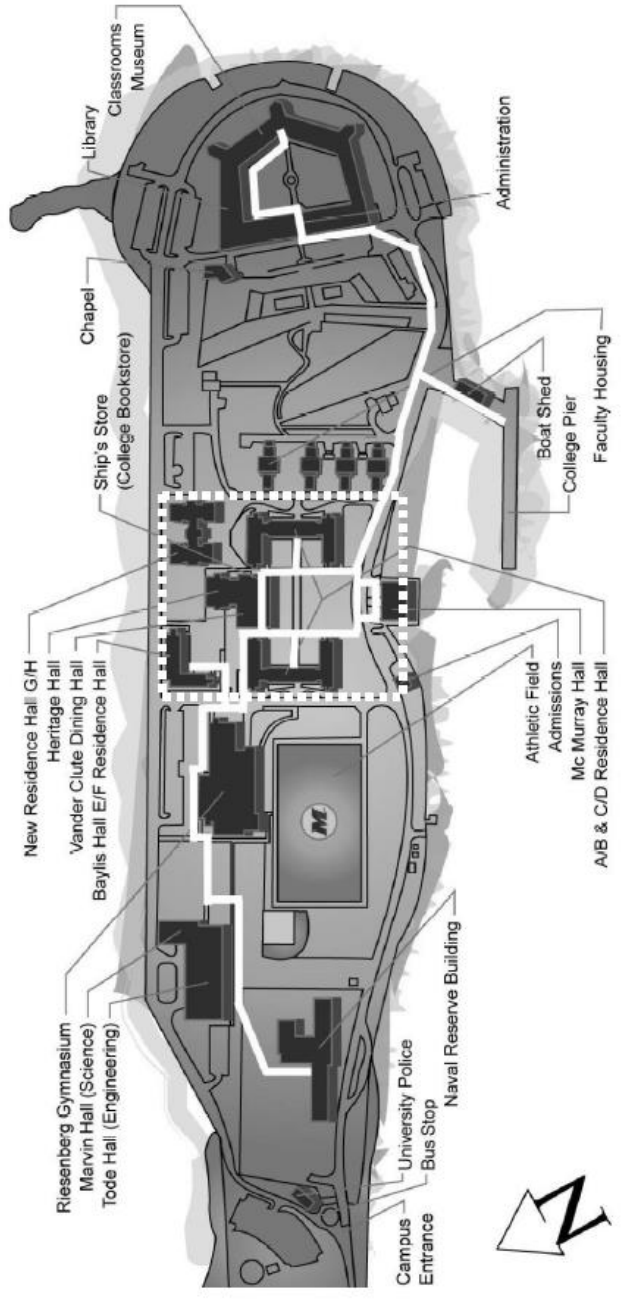 New Residence Hall G/H
Heritage Hall
Vander Clute Dining Hall
Baylis Hall E/F Residence Hall
Ship's Store
(College Bookstore)
Chapel
Library
Classrooms
Museum
Riesenberg Gymnasium
Marvin Hall (Science)
Tode Hall (Engineering)
M
Administration
Faculty Housing
College Pier
Boat Shed
Athletic Field
Admissions
Mc Murray Hall
A/B & C/D Residence Hall
Naval Reserve Building
University Police
Bus Stop
Campus
Entrance
N